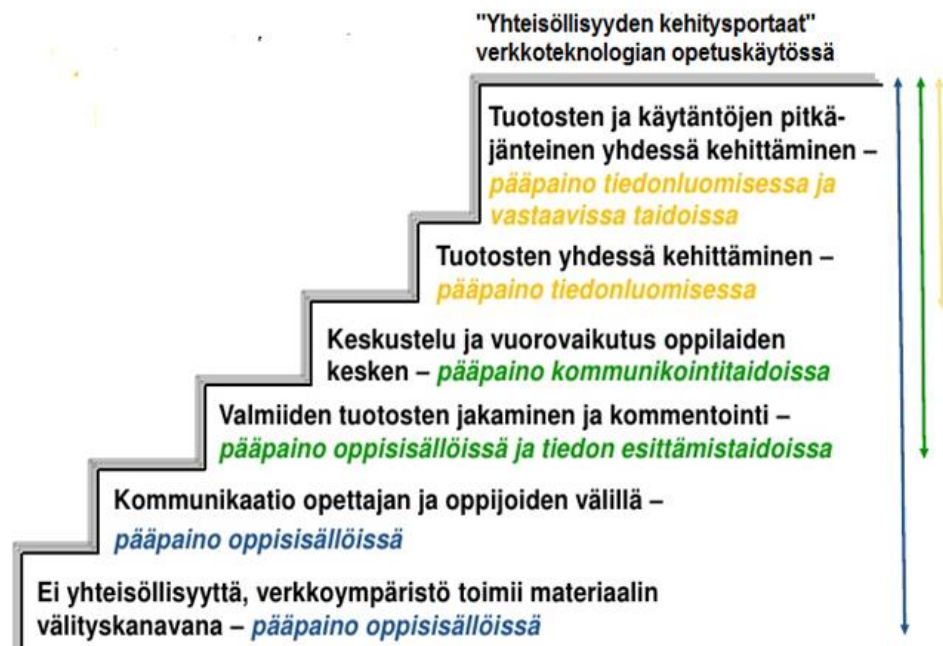 "Yhteisöllisyyden kehitysportaat"
verkkoteknologian opetuskäytössä
Tuotosten ja käytäntöjen pitkä-
jänteinen yhdessä kehittäminen –
pääpaino tiedonluomisessa ja
vastaavissa taidoissa
Tuotosten yhdessä kehittäminen –
pääpaino tiedonluomisessa
Keskustelu ja vuorovaikutus oppilaiden
kesken – pääpaino kommunikointitaidoissa
Valmiiden tuotosten jakaminen ja kommentointi –
pääpaino oppisisällöissä ja tiedon esittämistaidoissa
Kommunikaatio opettajan ja oppijoiden välillä –
pääpaino oppisisällöissä
Ei yhteisöllisyyttä, verkkoympäristö toimii materiaalin
välityskanavana – pääpaino oppisisällöissä